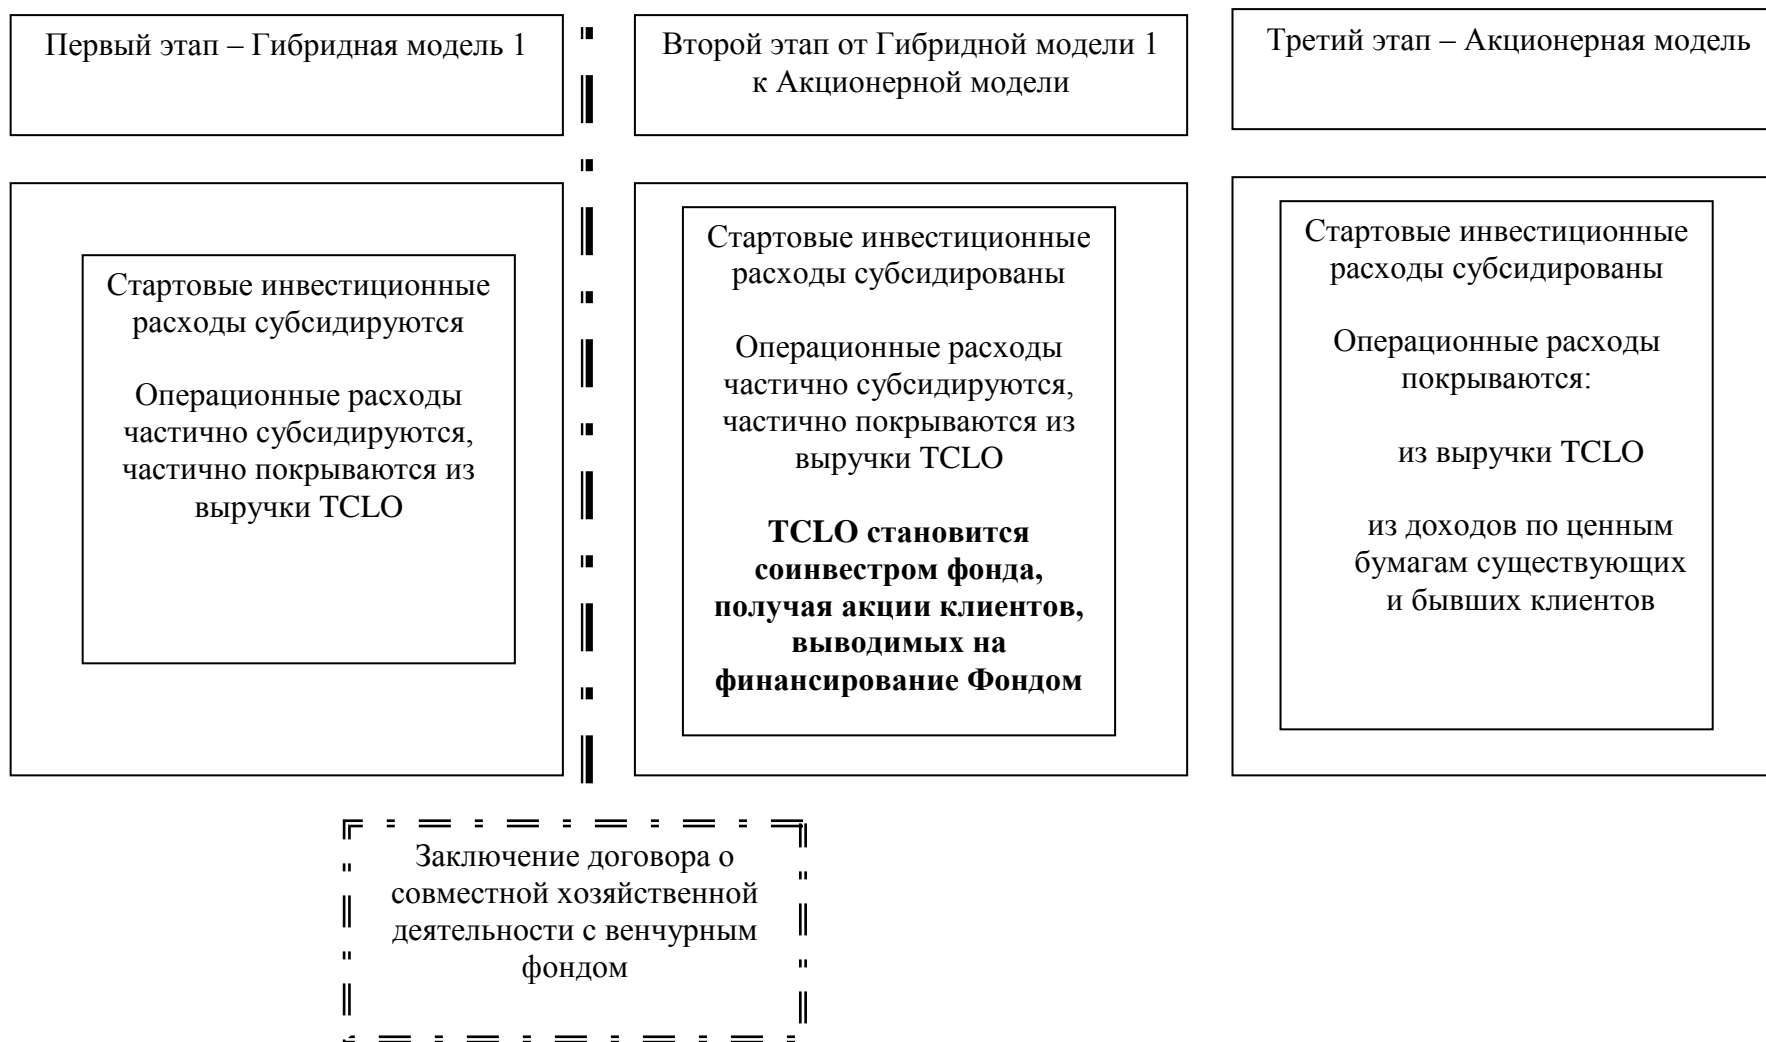 Первый этап – Гибридная модель 1
Второй этап от Гибридной модели 1
к Акционерной модели
Третий этап – Акционерная модель
Стартовые инвестиционные
расходы субсидируются
Операционные расходы
частично субсидируются,
частично покрываются из
выручки TCLO
Стартовые инвестиционные
расходы субсидированы
Операционные расходы
частично субсидируются,
частично покрываются из
выручки TCLO
TCLO становится
соинвестром фонда,
получая акции клиентов,
выводимых на
финансирование Фондом
Стартовые инвестиционные
расходы субсидированы
Операционные расходы
покрываются:
из выручки TCLO
из доходов по ценным
бумагам существующих
и бывших клиентов
Заключение договора о
совместной хозяйственной
деятельности с венчурным
фондом